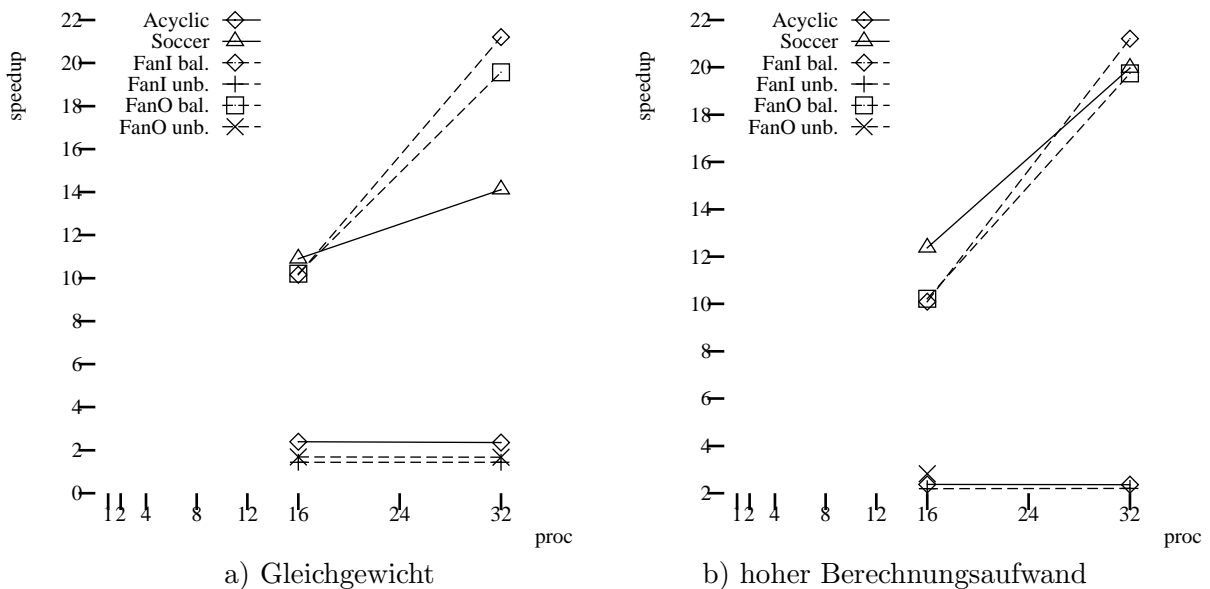 speedup
22
20
18
16
14
12
10
8
6
4
2
0
Acyclic
Soccer
FanI bal.
FanI unb.
FanO bal.
FanO unb.
1 2 4 8 12 16 24 32
proc
a) Gleichgewicht
speedup
22
20
18
16
14
12
10
8
6
4
2
Acyclic
Soccer
FanI bal.
FanI unb.
FanO bal.
FanO unb.
1 2 4 8 12 16 24 32
proc
b) hoher Berechnungsaufwand